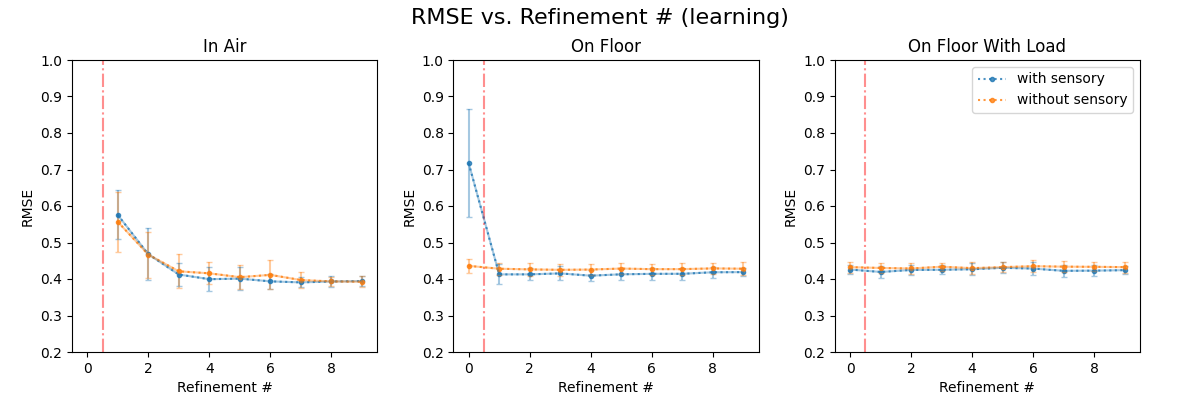 RMSE vs. Refinement # (learning)
In Air
RMSE
1.0
0.9
0.8
0.7
0.6
0.5
0.4
0.3
0.2
0 2 4 6 8
Refinement #
On Floor
RMSE
1.0
0.9
0.8
0.7
0.6
0.5
0.4
0.3
0.2
0 2 4 6 8
Refinement #
On Floor With Load
RMSE
1.0
0.9
0.8
0.7
0.6
0.5
0.4
0.3
0.2
0 2 4 6 8
Refinement #
with sensory
without sensory